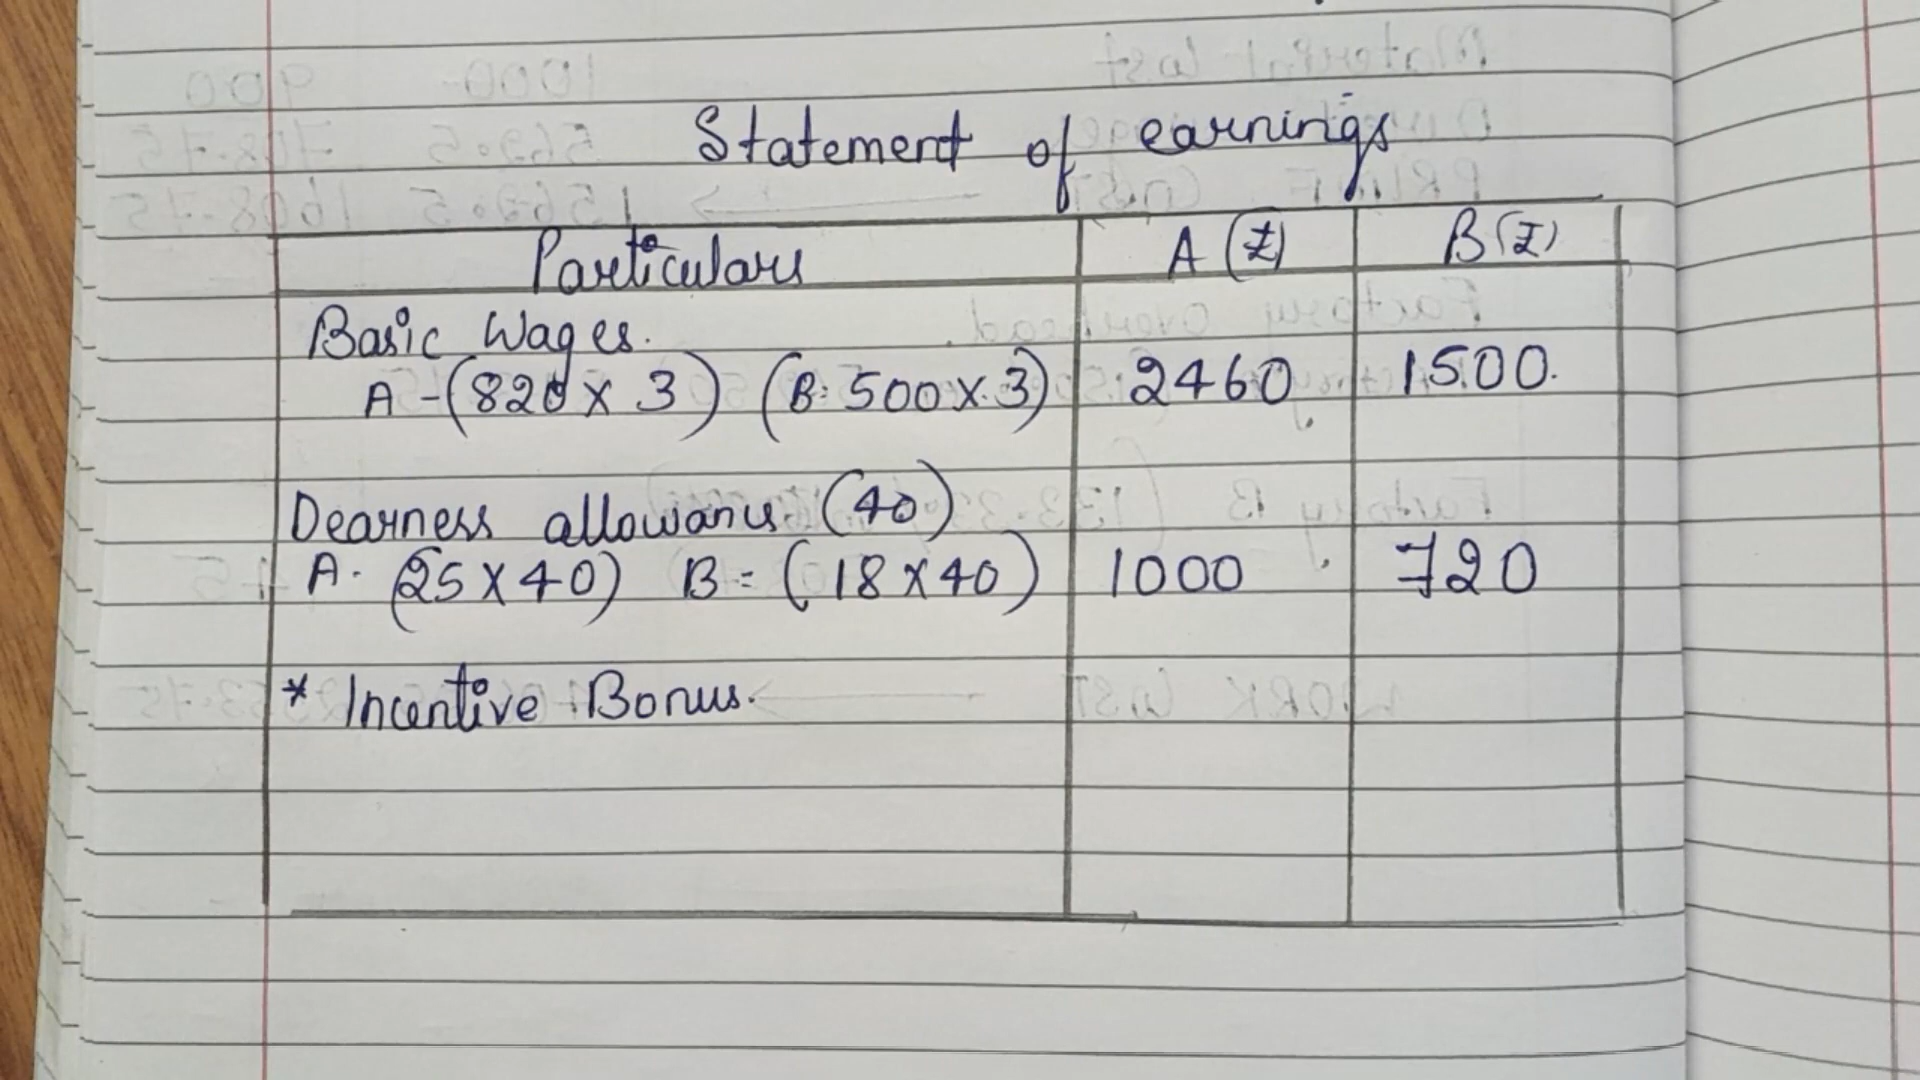 Statement of earnings
Particulars A (₹) B (₹)
Basic Wages.
A - (820 x 3) (B: 500 x 3) 2460 1500.
Dearness allowanus (40)
A. (25 x 40) B = (18 x 40) 1000 720
* Incentive Bonus.